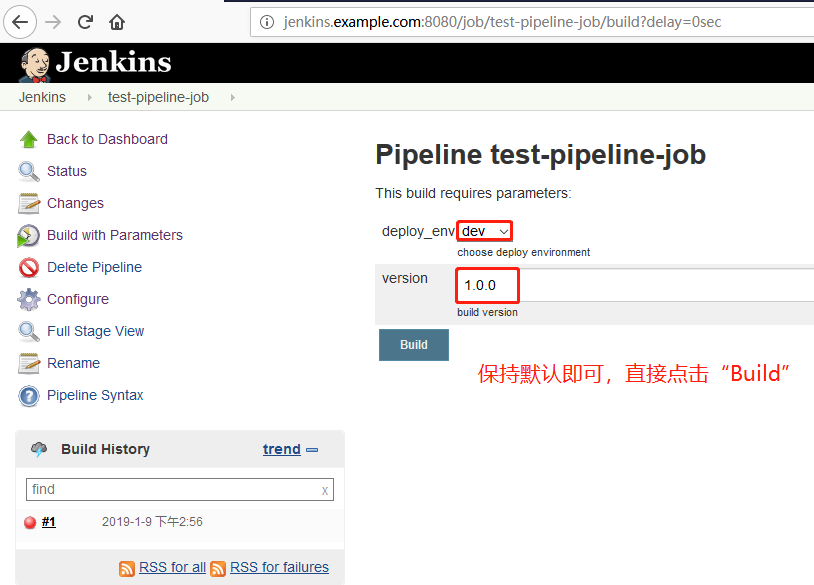 jenkins.example.com:8080/job/test-pipeline-job/build?delay=0sec
Jenkins
Jenkins test-pipeline-job
Back to Dashboard
Status
Changes
Build with Parameters
Delete Pipeline
Configure
Full Stage View
Rename
Pipeline Syntax
Build History trend
find x
#1 2019-1-9 下午2:56
RSS for all RSS for failures
Pipeline test-pipeline-job
This build requires parameters:
deploy_env dev
choose deploy environment
version 1.0.0
build version
Build
保持默认即可，直接点击“Build”